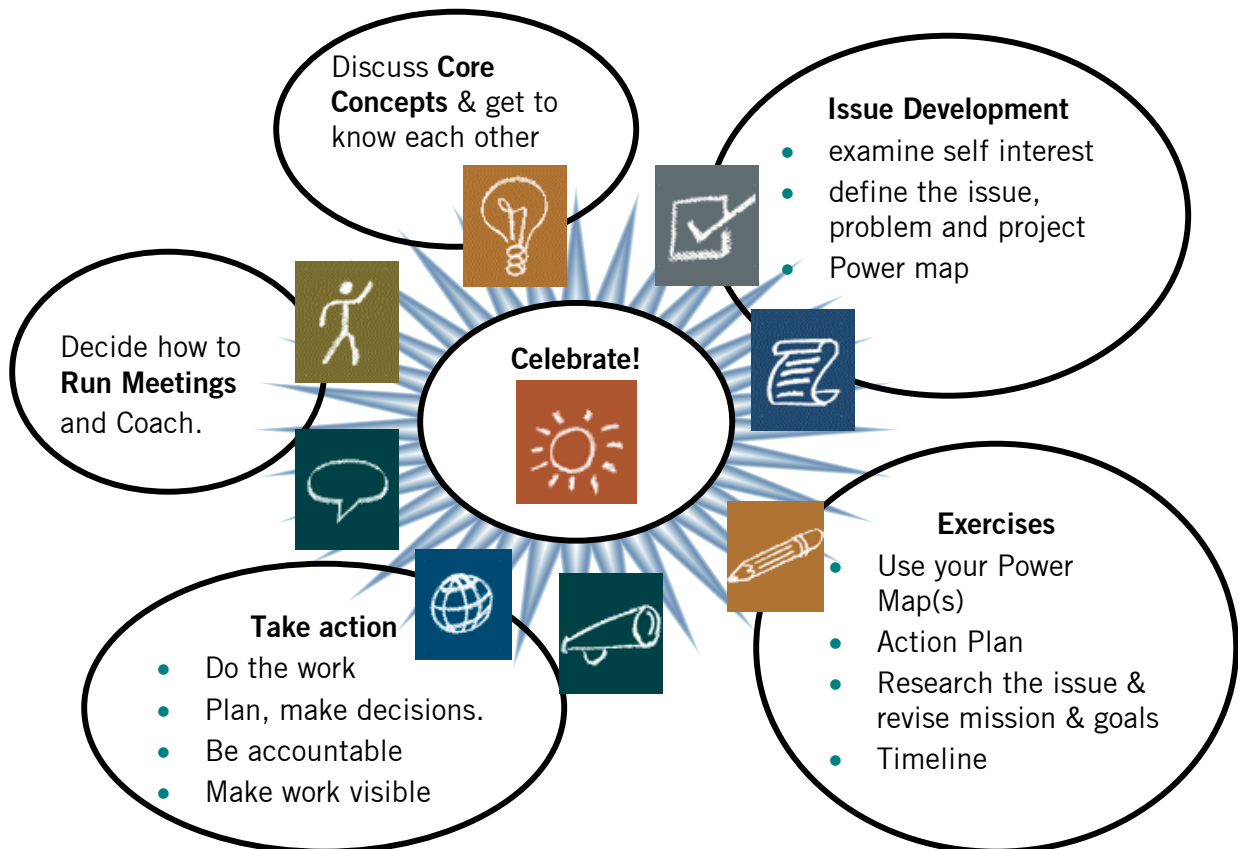 Discuss Core
Concepts & get to
know each other
Issue Development
• examine self interest
• define the issue,
problem and project
• Power map
Decide how to
Run Meetings
and Coach.
Celebrate!
Exercises
• Use your Power
Map(s)
• Action Plan
• Research the issue &
revise mission & goals
• Timeline
Take action
• Do the work
• Plan, make decisions.
• Be accountable
• Make work visible